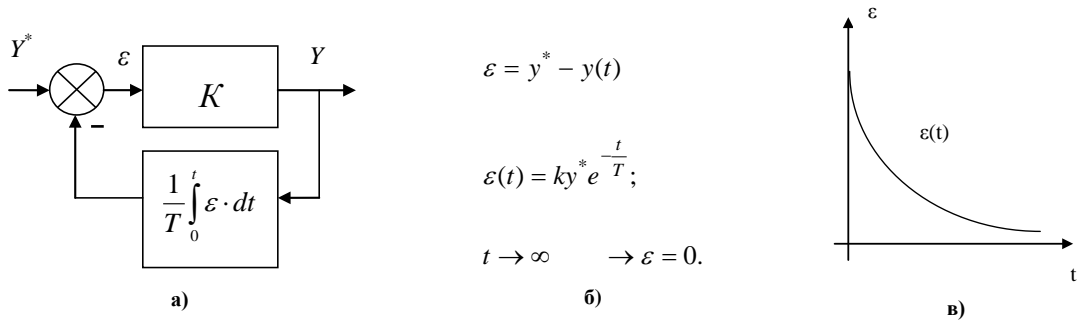 Y*
ε
Y
К
−
1/T ∫₀ᵗ ε · dt
а)
ε = y* − y(t)
ε(t) = ky* e^(−t/T);
t → ∞ → ε = 0.
б)
ε
ε(t)
t
в)